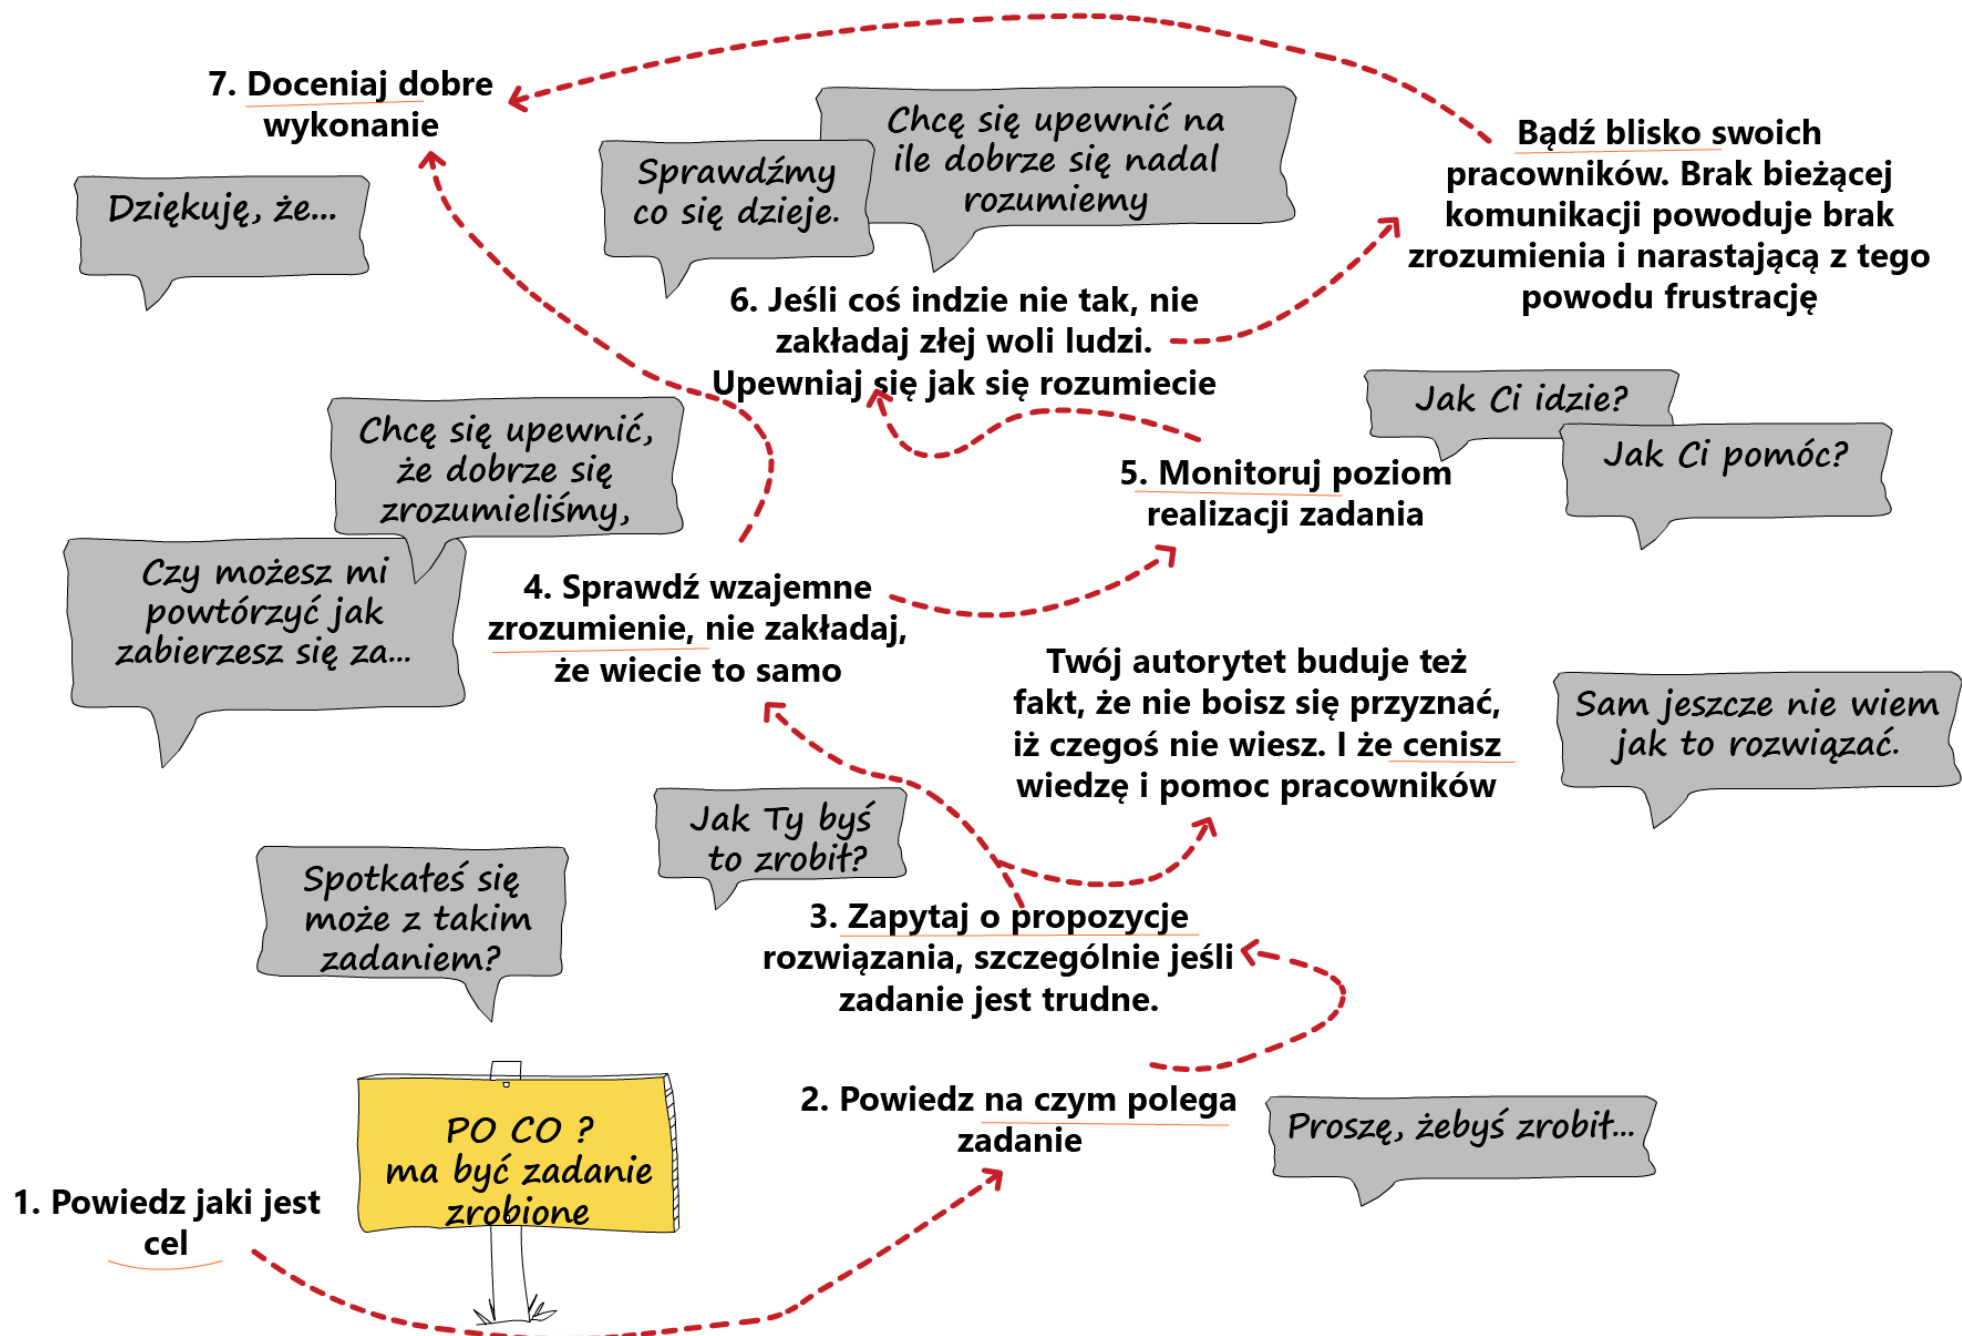 7. Doceniaj dobre
wykonanie
Dziękuję, że...
Sprawdźmy
co się dzieje.
Chcę się upewnić na
ile dobrze się nadal
rozumiemy
Bądź blisko swoich
pracowników. Brak bieżącej
komunikacji powoduje brak
zrozumienia i narastającą z tego
powodu frustrację
6. Jeśli coś indzie nie tak, nie
zakładaj złej woli ludzi.
Upewniaj się jak się rozumiecie
Jak Ci idzie?
Jak Ci pomóc?
5. Monitoruj poziom
realizacji zadania
Chcę się upewnić,
że dobrze się
zrozumieliśmy,
Czy możesz mi
powtórzyć jak
zabierzesz się za...
4. Sprawdź wzajemne
zrozumienie, nie zakładaj,
że wiecie to samo
Twój autorytet buduje też
fakt, że nie boisz się przyznać,
iż czegoś nie wiesz. I że cenisz
wiedzę i pomoc pracowników
Sam jeszcze nie wiem
jak to rozwiązać.
Jak Ty byś
to zrobił?
Spotkałeś się
może z takim
zadaniem?
3. Zapytaj o propozycje
rozwiązania, szczególnie jeśli
zadanie jest trudne.
2. Powiedz na czym polega
zadanie
Proszę, żebyś zrobił...
PO CO ?
ma być zadanie
zrobione
1. Powiedz jaki jest
cel